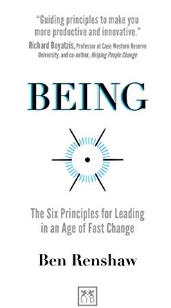 “Guiding principles to make you
more productive and innovative.”
Richard Boyatzis, Professor at Case Western Reserve
University, and co-author, Helping People Change
BEING
The Six Principles for Leading
in an Age of Fast Change
Ben Renshaw
LID